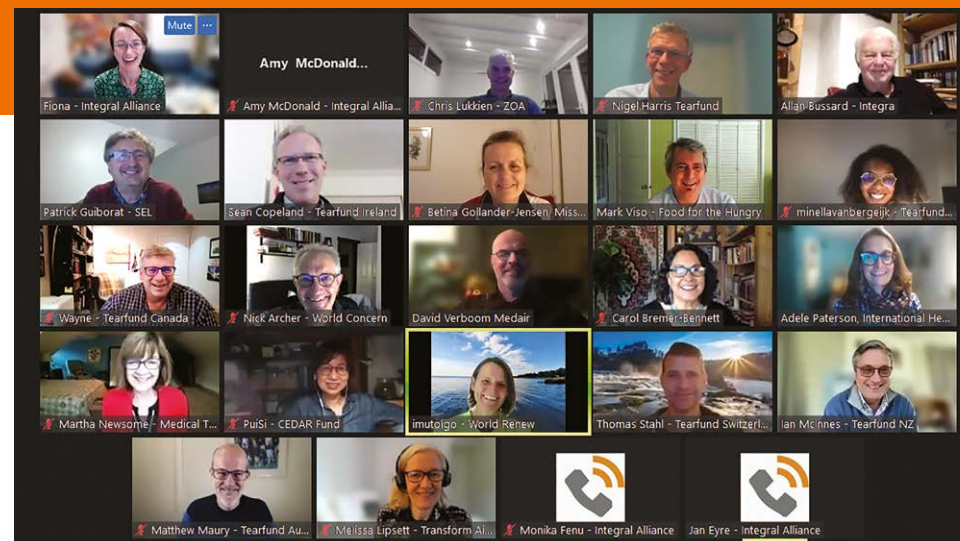 Mute ...
Fiona - Integral Alliance
Amy McDonald...
Amy McDonald - Integral Allia...
Chris Lukkien - ZOA
Nigel Harris Tearfund
Allan Bussard - Integra
Patrick Guiborat - SEL
Sean Copeland - Tearfund Ireland
Betina Gollander-Jensen, Miss...
Mark Viso - Food for the Hungry
minellavanbergeijk - Tearfund...
Wayne - Tearfund Canada
Nick Archer - World Concern
David Verboom Medair
Carol Bremer-Bennett
Adele Paterson, International He...
Martha Newsome - Medical T...
PuiSi - CEDAR Fund
imutoigo - World Renew
Thomas Stahl - Tearfund Switzerl...
Ian McInnes - Tearfund NZ
Matthew Maury - Tearfund Au...
Melissa Lipsett - Transform Ai...
Monika Fenu - Integral Alliance
Jan Eyre - Integral Alliance